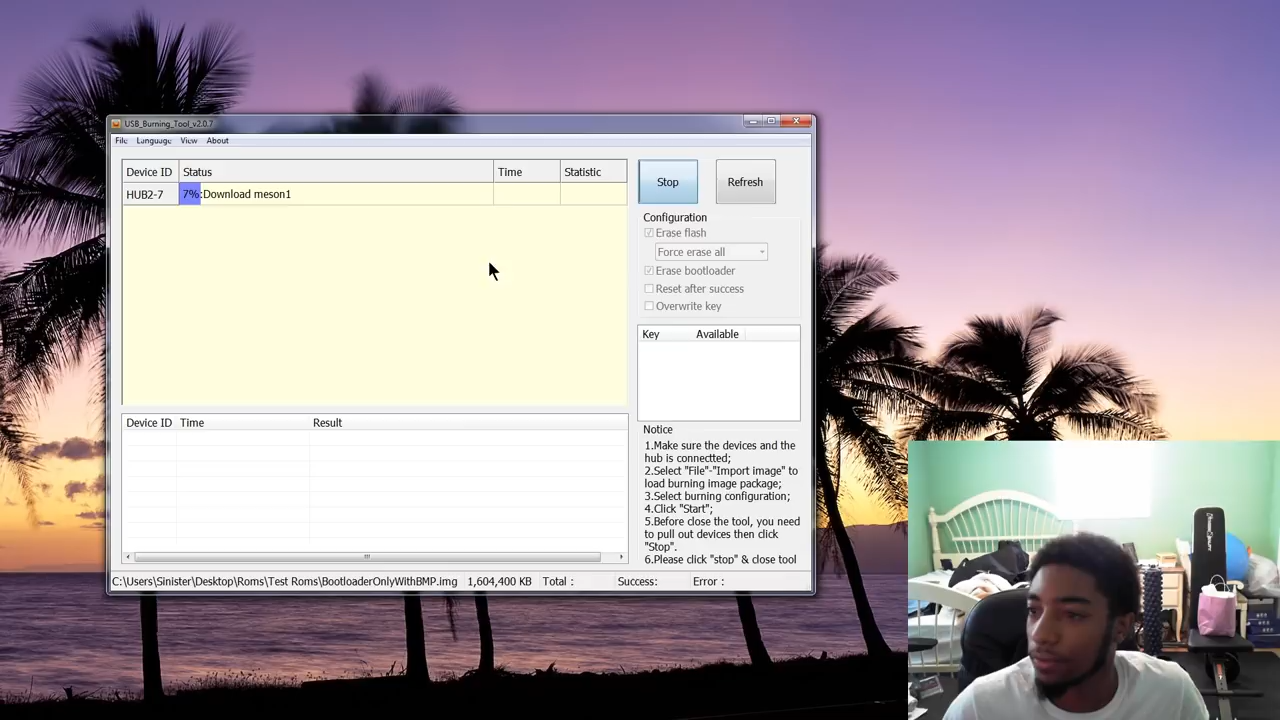 USB_Burning_Tool_v2.0.7
File Language View About
Device ID Status Time Statistic
HUB2-7 7%:Download meson1
Stop Refresh
Configuration
Erase flash
Force erase all
Erase bootloader
Reset after success
Overwrite key
Key Available
Device ID Time Result
Notice
1.Make sure the devices and the
hub is connectted;
2.Select "File"-"Import image" to
load burning image package;
3.Select burning configuration;
4.Click "Start";
5.Before close the tool, you need
to pull out devices then click
"Stop".
6.Please click "stop" & close tool
C:\Users\Sinister\Desktop\Roms\Test Roms\BootloaderOnlyWithBMP.img 1,604,400 KB Total : Success: Error :